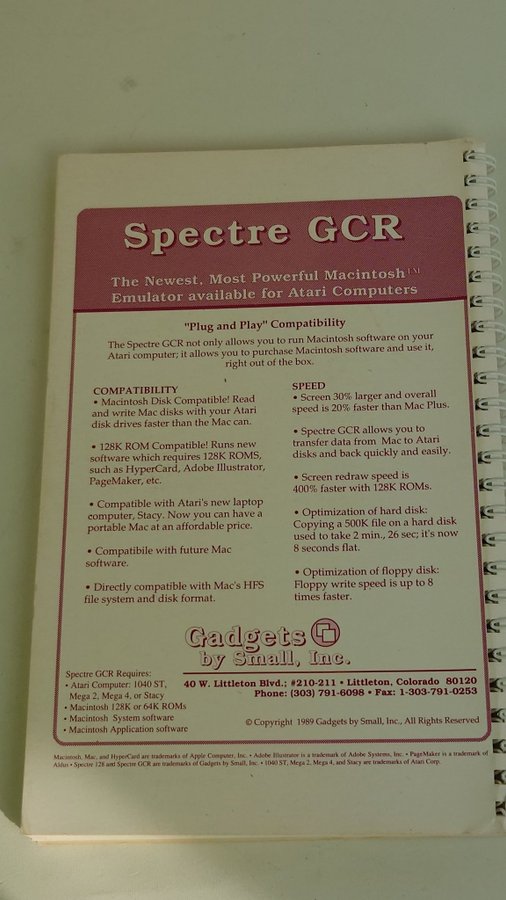 Spectre GCR
The Newest, Most Powerful Macintosh™
Emulator available for Atari Computers
"Plug and Play" Compatibility
The Spectre GCR not only allows you to run Macintosh software on your
Atari computer; it allows you to purchase Macintosh software and use it,
right out of the box.
COMPATIBILITY
• Macintosh Disk Compatible! Read
and write Mac disks with your Atari
disk drives faster than the Mac can.
• 128K ROM Compatible! Runs new
software which requires 128K ROMS,
such as HyperCard, Adobe Illustrator,
PageMaker, etc.
• Compatible with Atari's new laptop
computer, Stacy. Now you can have a
portable Mac at an affordable price.
• Compatibile with future Mac
software.
• Directly compatible with Mac's HFS
file system and disk format.
SPEED
• Screen 30% larger and overall
speed is 20% faster than Mac Plus.
• Spectre GCR allows you to
transfer data from Mac to Atari
disks and back quickly and easily.
• Screen redraw speed is
400% faster with 128K ROMs.
• Optimization of hard disk:
Copying a 500K file on a hard disk
used to take 2 min., 26 sec; it's now
8 seconds flat.
• Optimization of floppy disk:
Floppy write speed is up to 8
times faster.
Gadgets
by Small, Inc.
40 W. Littleton Blvd.; #210-211 • Littleton, Colorado 80120
Phone: (303) 791-6098 • Fax: 1-303-791-0253
Spectre GCR Requires:
• Atari Computer: 1040 ST,
Mega 2, Mega 4, or Stacy
• Macintosh 128K or 64K ROMs
• Macintosh System software
• Macintosh Application software
© Copyright 1989 Gadgets by Small, Inc., All Rights Reserved
Macintosh, Mac, and HyperCard are trademarks of Apple Computer, Inc. • Adobe Illustrator is a trademark of Adobe Systems, Inc. • PageMaker is a trademark of
Aldus • Spectre 128 and Spectre GCR are trademarks of Gadgets by Small, Inc. • 1040 ST, Mega 2, Mega 4, and Stacy are trademarks of Atari Corp.